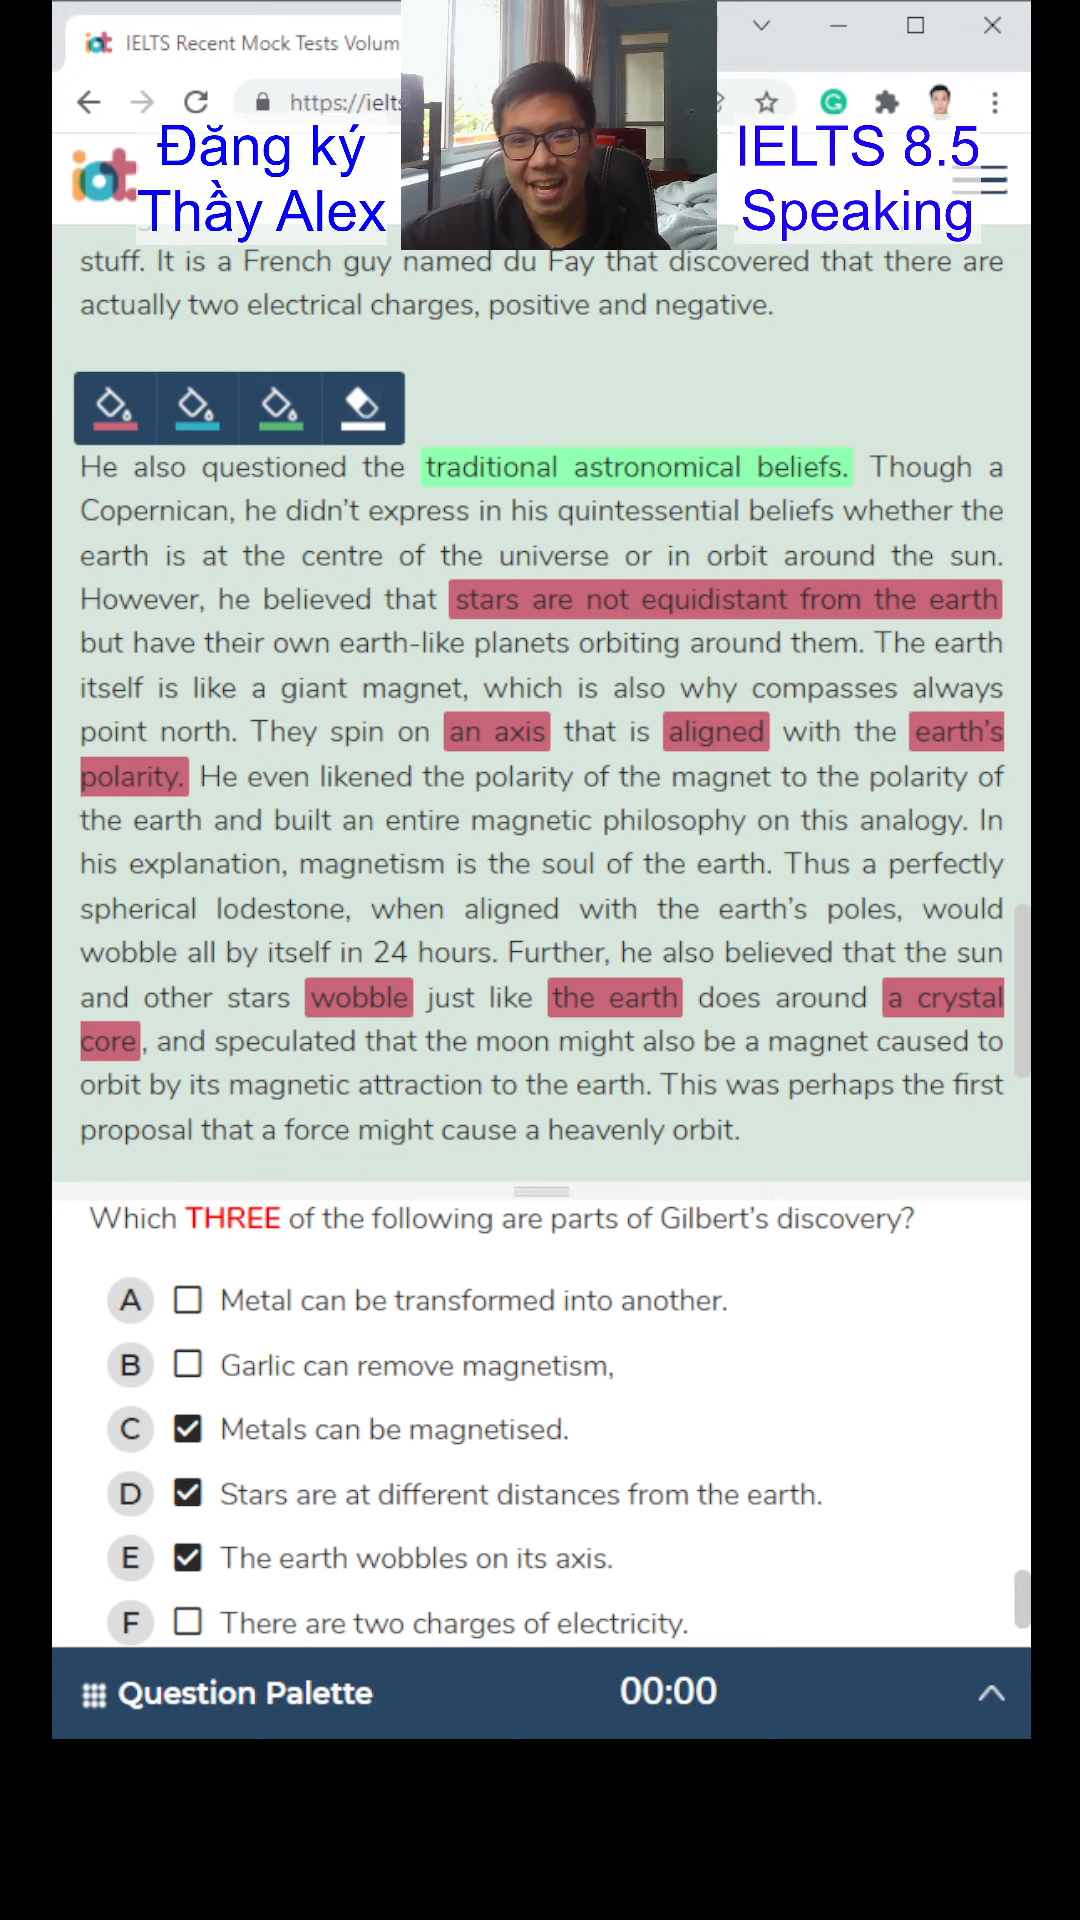 IELTS Recent Mock Tests Volum
https://ielts
Đăng ký
Thầy Alex
IELTS 8.5
Speaking
iot
stuff. It is a French guy named du Fay that discovered that there are
actually two electrical charges, positive and negative.
He also questioned the traditional astronomical beliefs. Though a
Copernican, he didn't express in his quintessential beliefs whether the
earth is at the centre of the universe or in orbit around the sun.
However, he believed that stars are not equidistant from the earth
but have their own earth-like planets orbiting around them. The earth
itself is like a giant magnet, which is also why compasses always
point north. They spin on an axis that is aligned with the earth's
polarity. He even likened the polarity of the magnet to the polarity of
the earth and built an entire magnetic philosophy on this analogy. In
his explanation, magnetism is the soul of the earth. Thus a perfectly
spherical lodestone, when aligned with the earth's poles, would
wobble all by itself in 24 hours. Further, he also believed that the sun
and other stars wobble just like the earth does around a crystal
core, and speculated that the moon might also be a magnet caused to
orbit by its magnetic attraction to the earth. This was perhaps the first
proposal that a force might cause a heavenly orbit.
Which THREE of the following are parts of Gilbert's discovery?
A Metal can be transformed into another.
B Garlic can remove magnetism,
C Metals can be magnetised.
D Stars are at different distances from the earth.
E The earth wobbles on its axis.
F There are two charges of electricity.
Question Palette 00:00